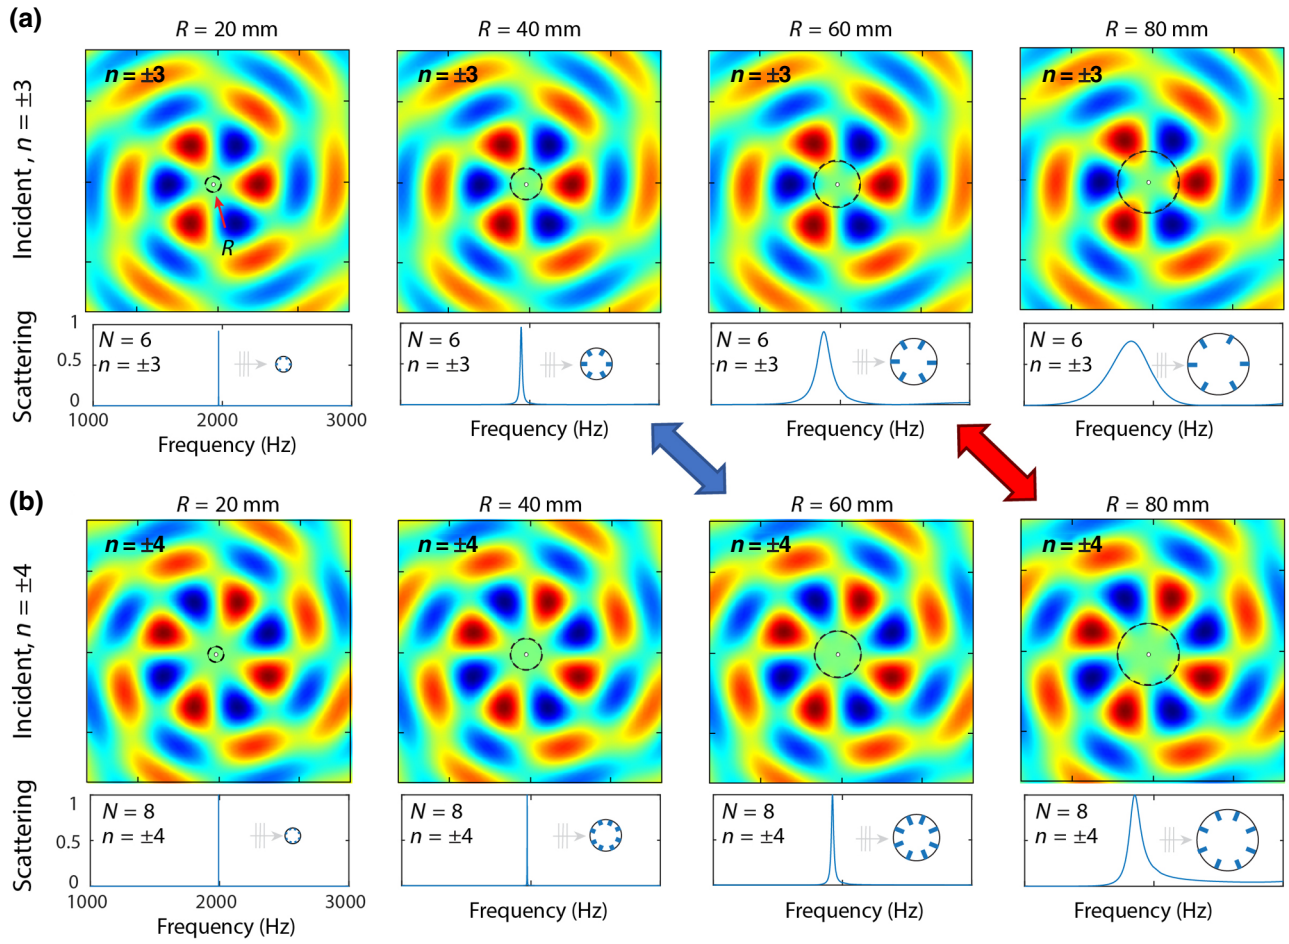 (a)
R = 20 mm
R = 40 mm
R = 60 mm
R = 80 mm
Incident , n = ±3
n = ±3
n = ±3
n = ±3
n = ±3
R
Scattering
1
0.5
0
N = 6
n = ±3
N = 6
n = ±3
N = 6
n = ±3
N = 6
n = ±3
1000
2000
3000
Frequency (Hz)
Frequency (Hz)
Frequency (Hz)
Frequency (Hz)
(b)
R = 20 mm
R = 40 mm
R = 60 mm
R = 80 mm
Incident, n = ±4
n = ±4
n = ±4
n = ±4
n = ±4
Scattering
1
0.5
0
N = 8
n = ±4
N = 8
n = ±4
N = 8
n = ±4
N = 8
n = ±4
1000
2000
3000
Frequency (Hz)
Frequency (Hz)
Frequency (Hz)
Frequency (Hz)